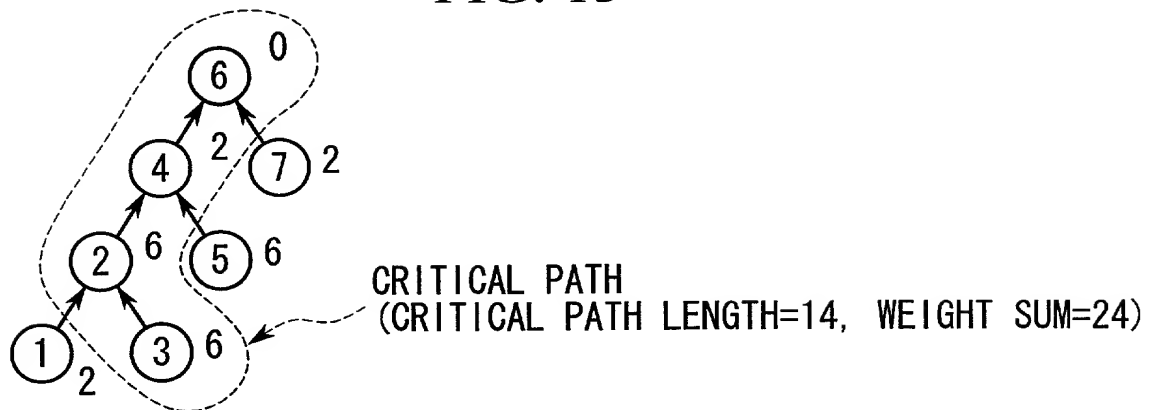 0
6
4 2 7 2
2 6 5 6
CRITICAL PATH
(CRITICAL PATH LENGTH=14, WEIGHT SUM=24)
1 2 3 6